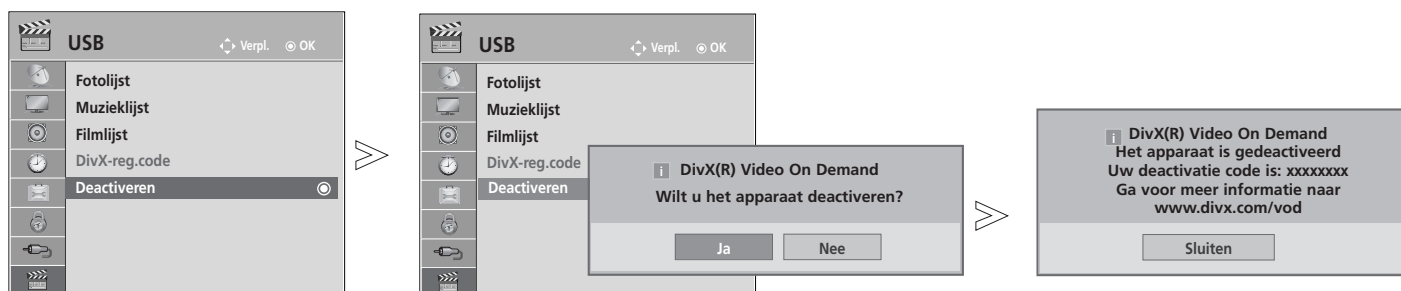 USB
Verpl.
OK
Fotolijst
Muzieklijst
Filmlijst
DivX-reg.code
Deactiveren
USB
Verpl.
OK
Fotolijst
Muzieklijst
Filmlijst
DivX-reg.code
Deactiveren
i DivX(R) Video On Demand
Wilt u het apparaat deactiveren?
Ja
Nee
i DivX(R) Video On Demand
Het apparaat is gedeactiveerd
Uw deactivatie code is: xxxxxxxx
Ga voor meer informatie naar
www.divx.com/vod
Sluiten